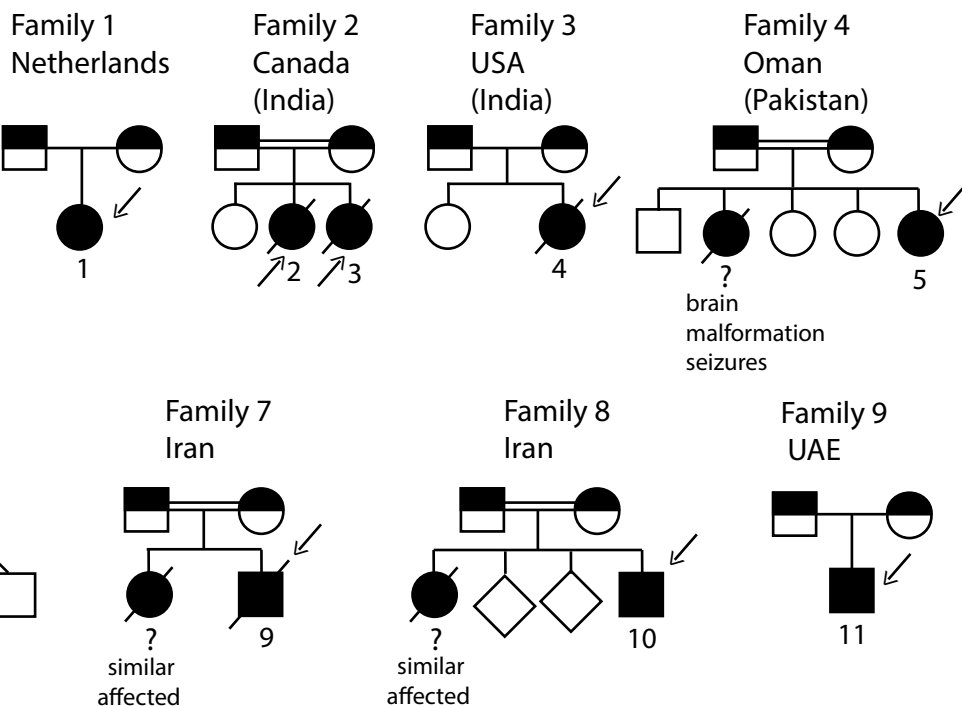 Family 1
Netherlands
Family 2
Canada
(India)
Family 3
USA
(India)
Family 4
Oman
(Pakistan)
1
2
3
4
?
brain
malformation
seizures
5
Family 7
Iran
Family 8
Iran
Family 9
UAE
?
similar
affected
9
?
similar
affected
10
11